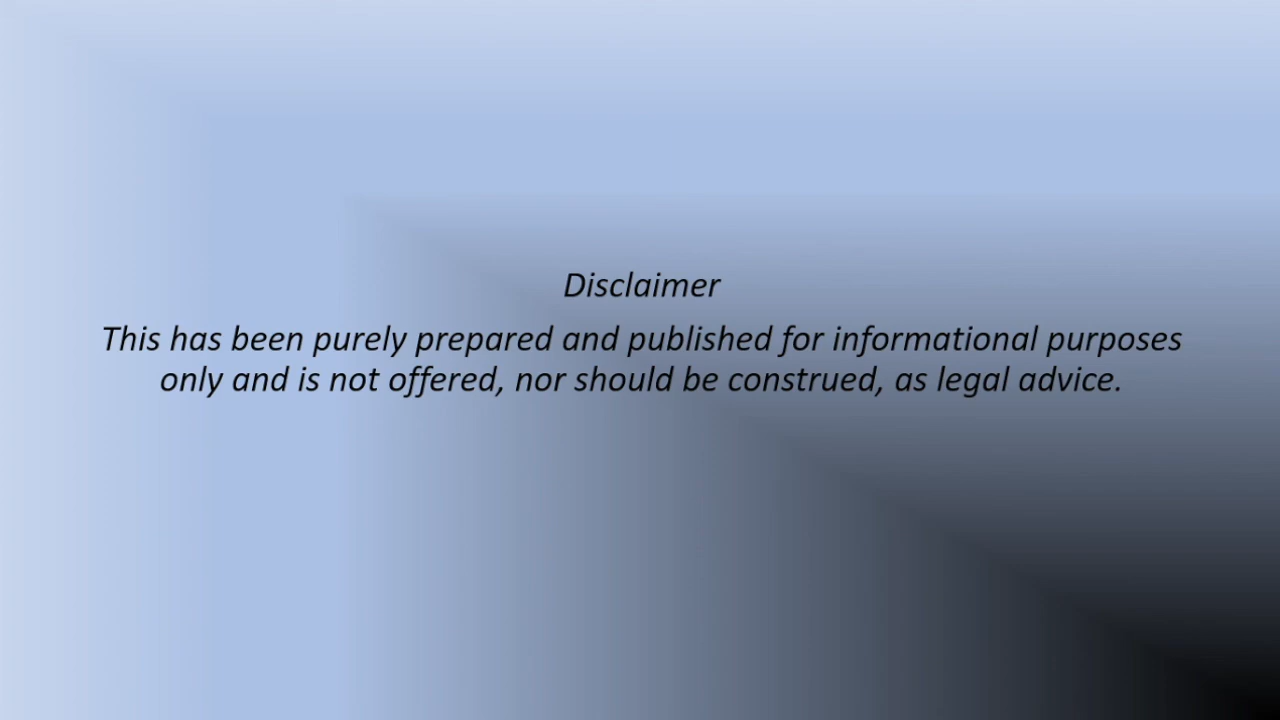 Disclaimer
This has been purely prepared and published for informational purposes
only and is not offered, nor should be construed, as legal advice.